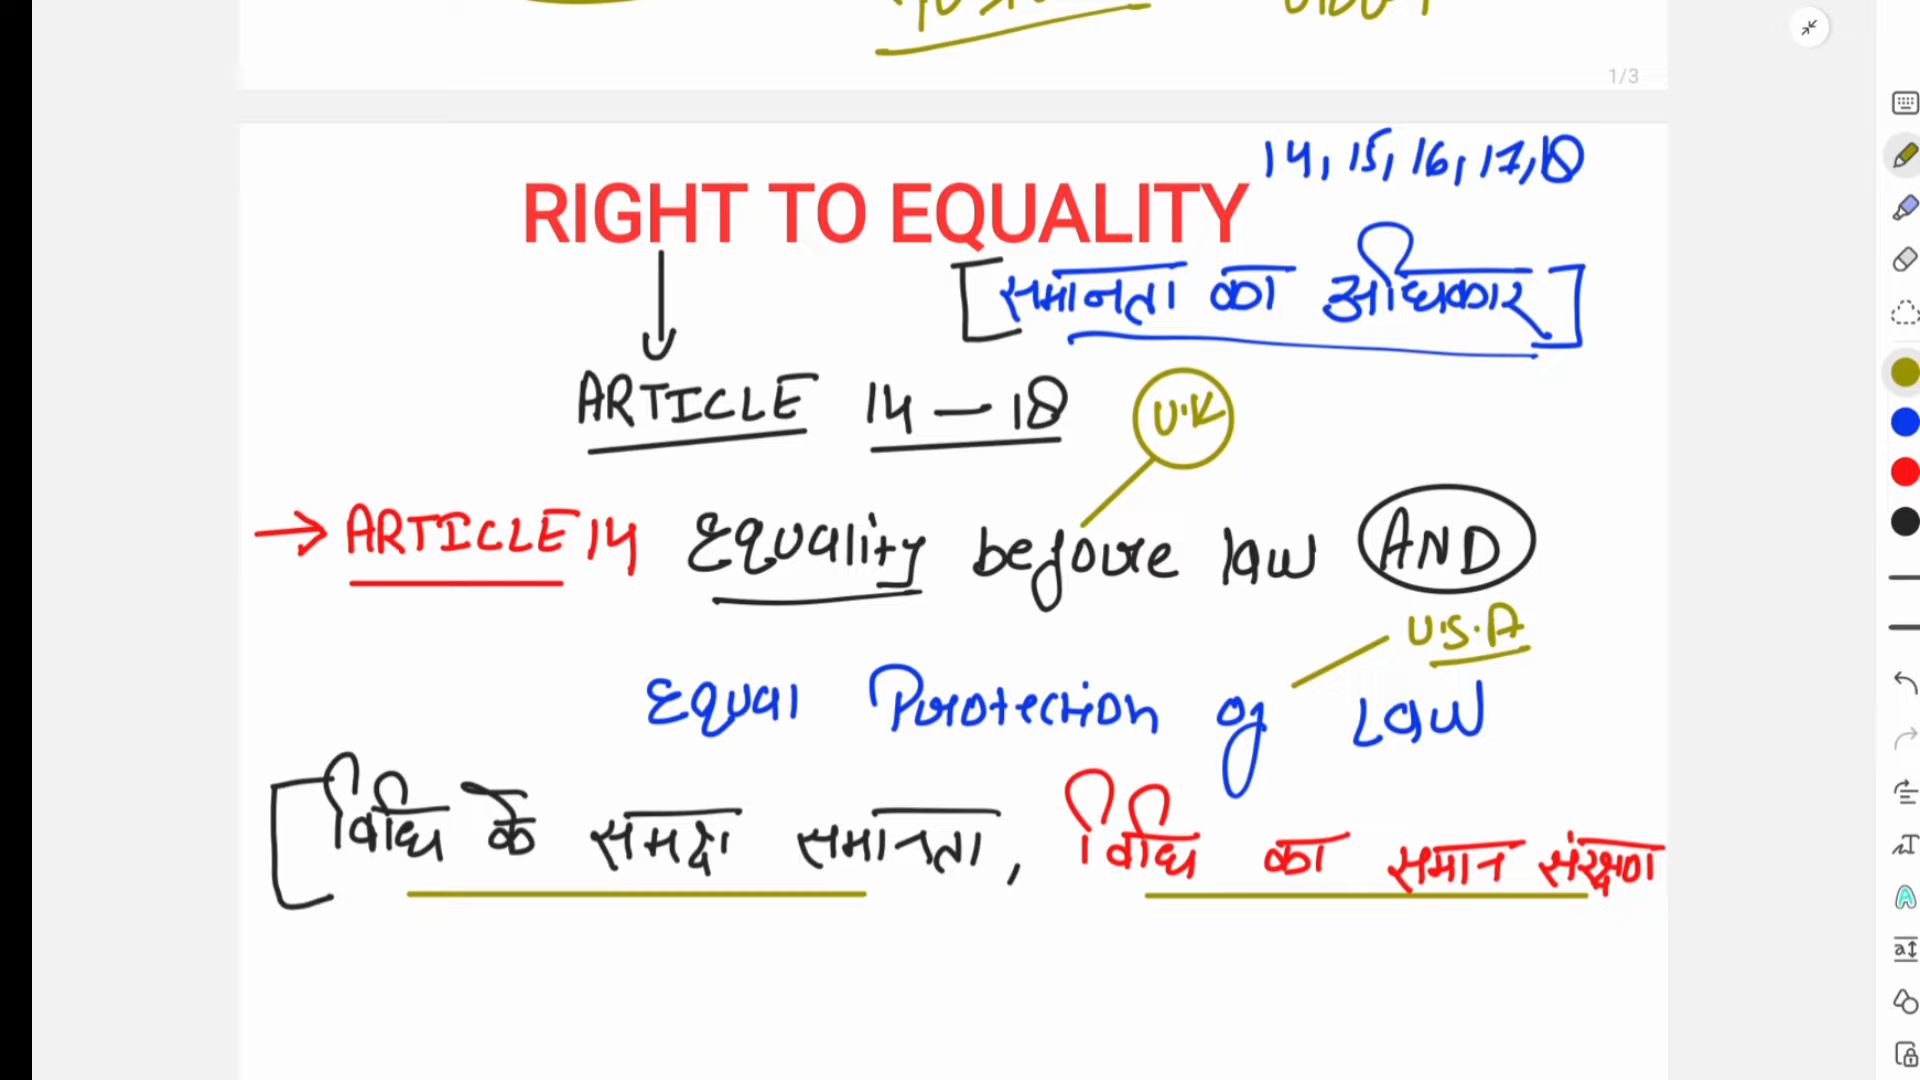 1/3
14, 15, 16, 17, 18
RIGHT TO EQUALITY
[समानता का अधिकार]
ARTICLE 14 — 18
U.K
→ ARTICLE 14 Equality before law AND
U.S.A
Equal Protection of Law
[विधि के समक्ष समानता, विधि का समान संरक्षण